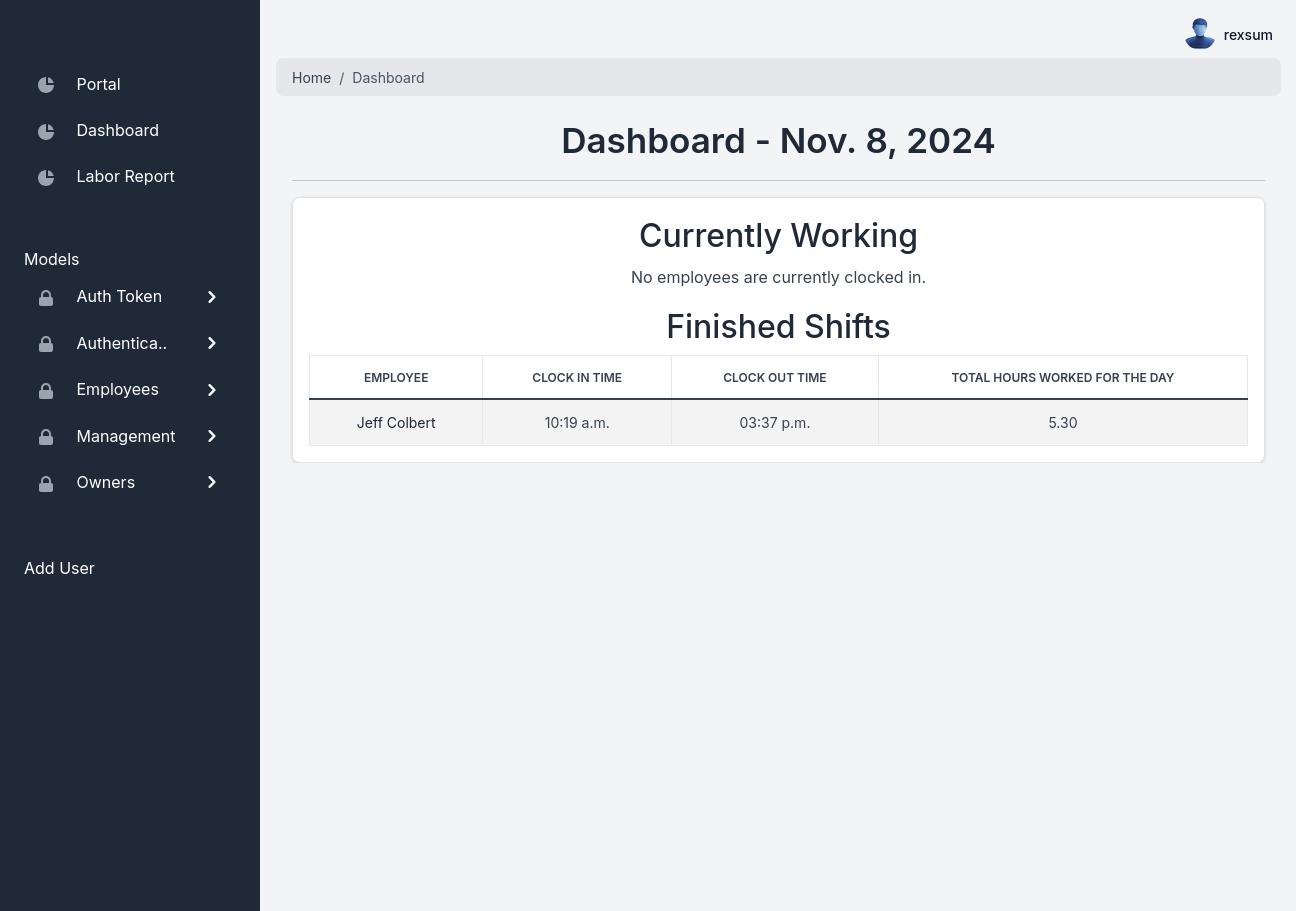 rexsum
Portal
Dashboard
Labor Report
Models
Auth Token
Authentica..
Employees
Management
Owners
Add User
Home / Dashboard
Dashboard - Nov. 8, 2024
Currently Working
No employees are currently clocked in.
Finished Shifts
EMPLOYEE CLOCK IN TIME CLOCK OUT TIME TOTAL HOURS WORKED FOR THE DAY
Jeff Colbert 10:19 a.m. 03:37 p.m. 5.30